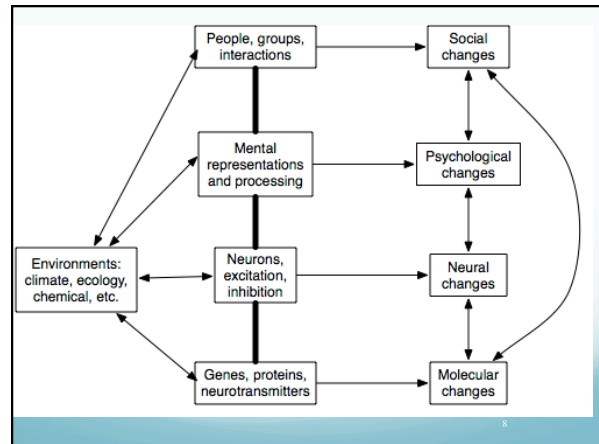 People, groups,
interactions
Social
changes
Mental
representations
and processing
Psychological
changes
Environments:
climate, ecology,
chemical, etc.
Neurons,
excitation,
inhibition
Neural
changes
Genes, proteins,
neurotransmitters
Molecular
changes
8